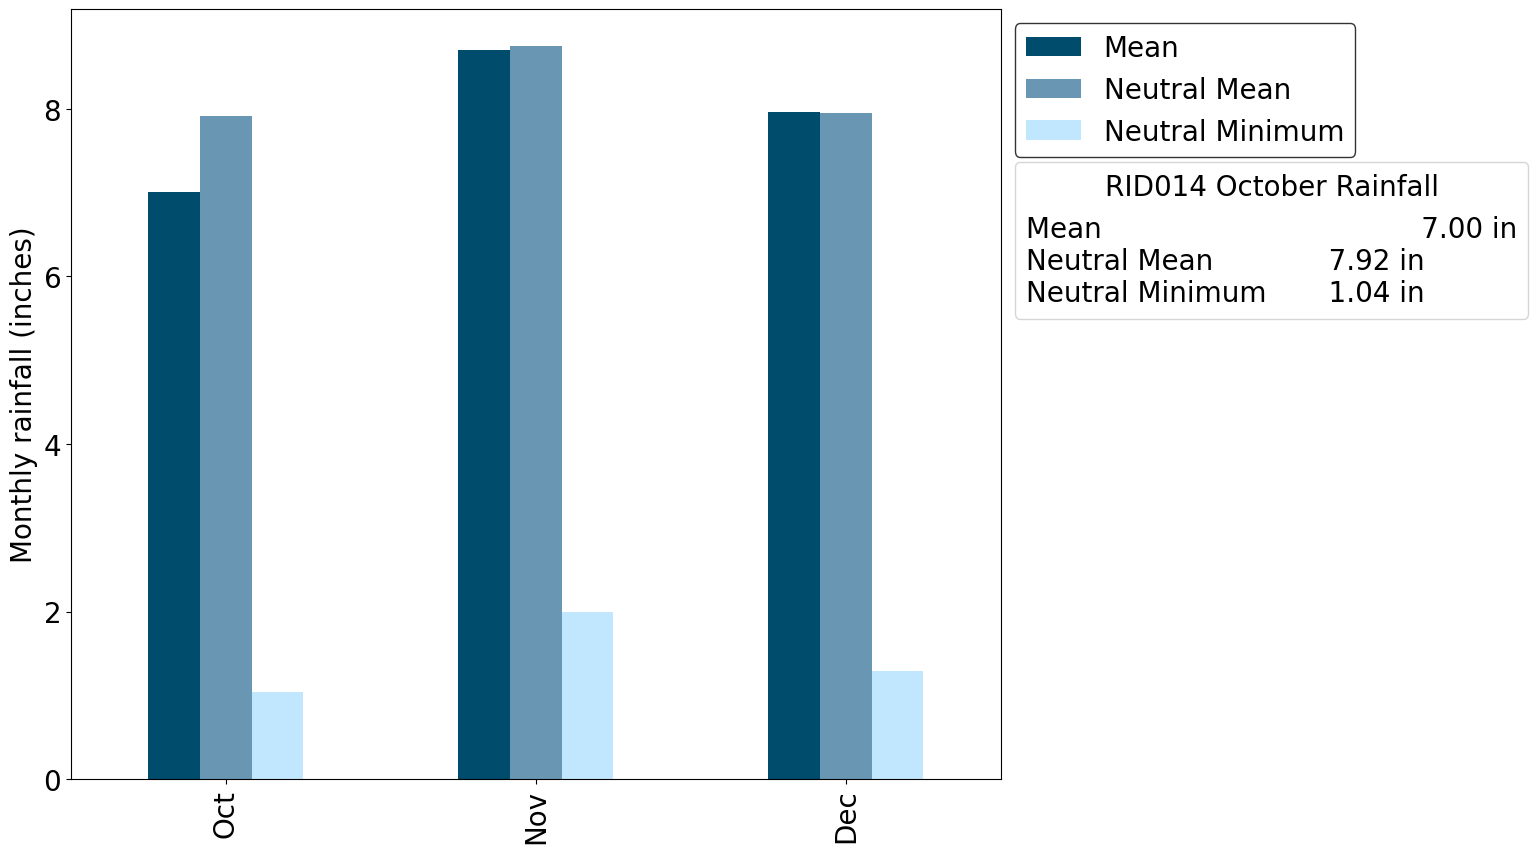 Monthly rainfall (inches)
8
6
4
2
0
Oct
Nov
Dec
Mean
Neutral Mean
Neutral Minimum
RID014 October Rainfall
Mean 7.00 in
Neutral Mean 7.92 in
Neutral Minimum 1.04 in